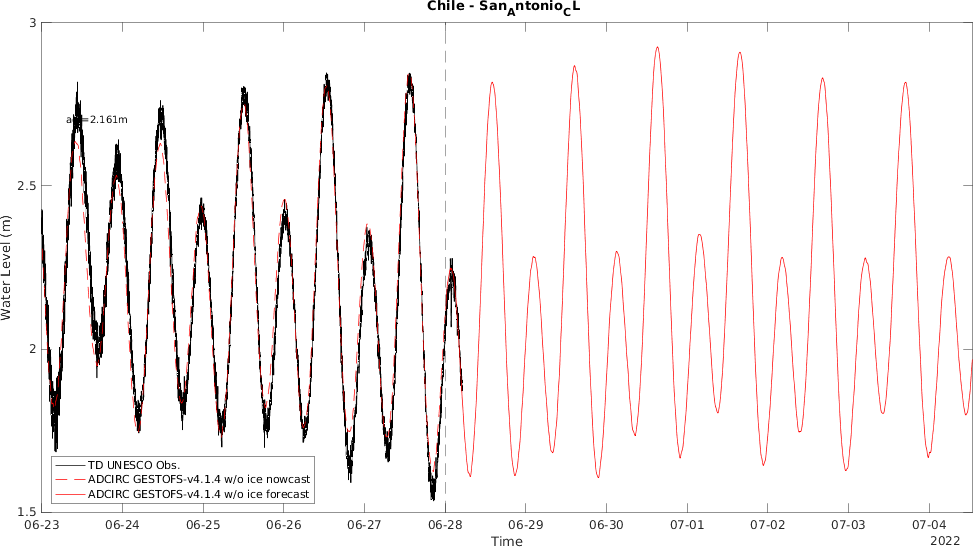 Chile - SanAntonioCL
3
2.5
2
1.5
Water Level (m)
=2.161m
TD UNESCO Obs.
ADCIRC GESTOFS-v4.1.4 w/o ice nowcast
ADCIRC GESTOFS-v4.1.4 w/o ice forecast
06-23 06-24 06-25 06-26 06-27 06-28 06-29 06-30 07-01 07-02 07-03 07-04
Time
2022